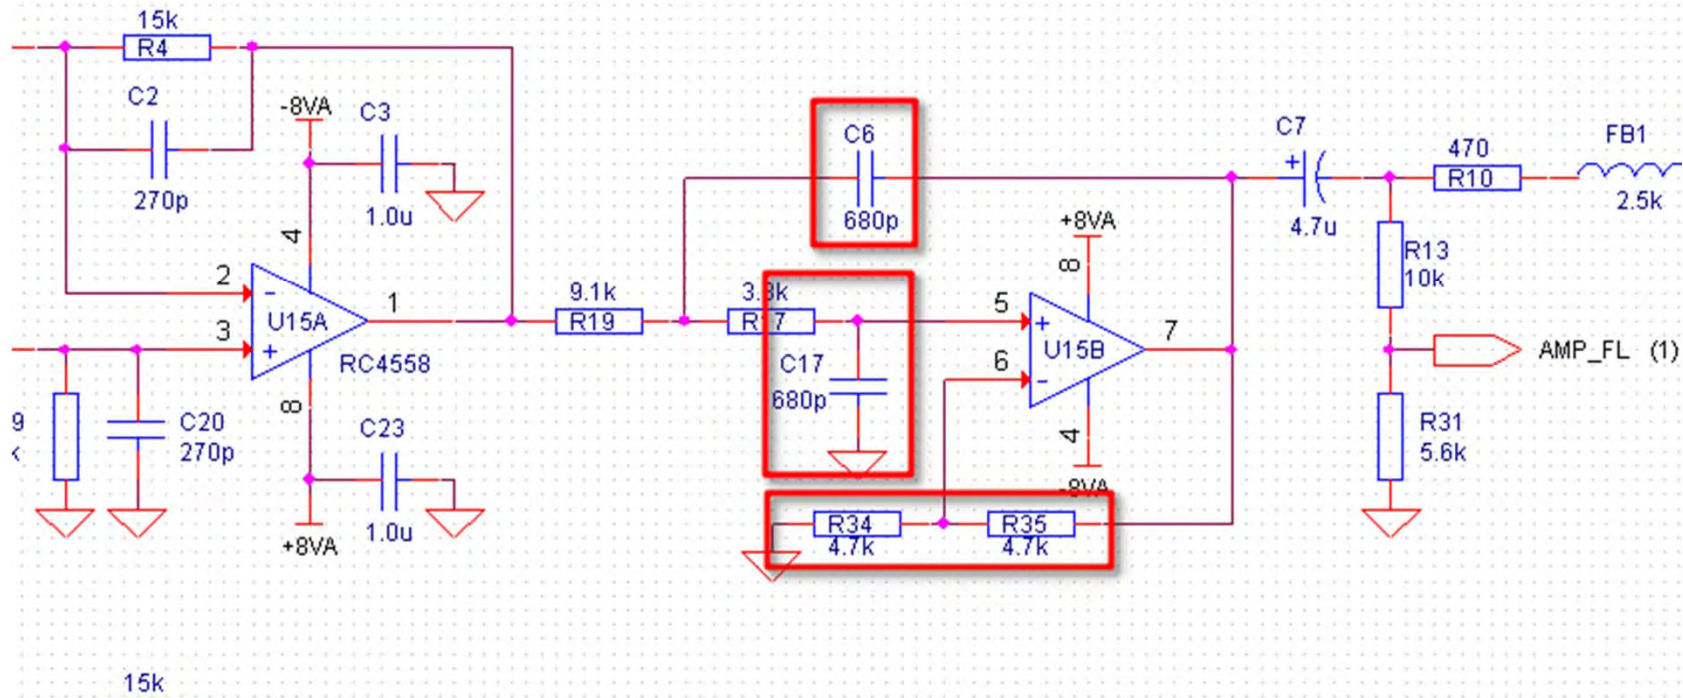 15k
R4
C2
270p
-8VA
C3
1.0u
4
2
-
U15A
1
3
+
RC4558
8
C23
1.0u
+8VA
C20
270p
9
k
9.1k
R19
C6
680p
3.3k
R17
C17
680p
5
+
U15B
7
6
-
+8VA
8
4
-8VA
R34
4.7k
R35
4.7k
C7
+
4.7u
470
R10
FB1
2.5k
R13
10k
AMP_FL (1)
R31
5.6k
15k